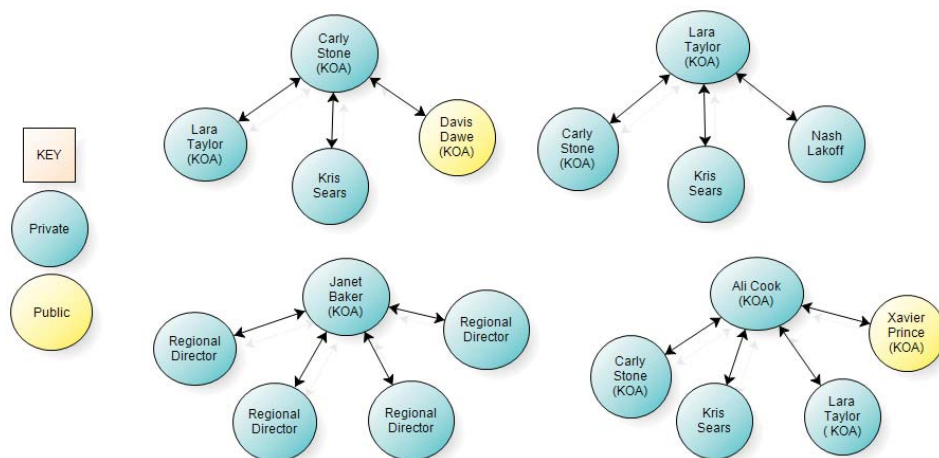 KEY
Private
Public
Carly
Stone
(KOA)
Lara
Taylor
(KOA)
Kris
Sears
Davis
Dawe
(KOA)
Lara
Taylor
(KOA)
Carly
Stone
(KOA)
Kris
Sears
Nash
Lakoff
Janet
Baker
(KOA)
Regional
Director
Regional
Director
Regional
Director
Regional
Director
Ali Cook
(KOA)
Carly
Stone
(KOA)
Kris
Sears
Lara
Taylor
( KOA)
Xavier
Prince
(KOA)